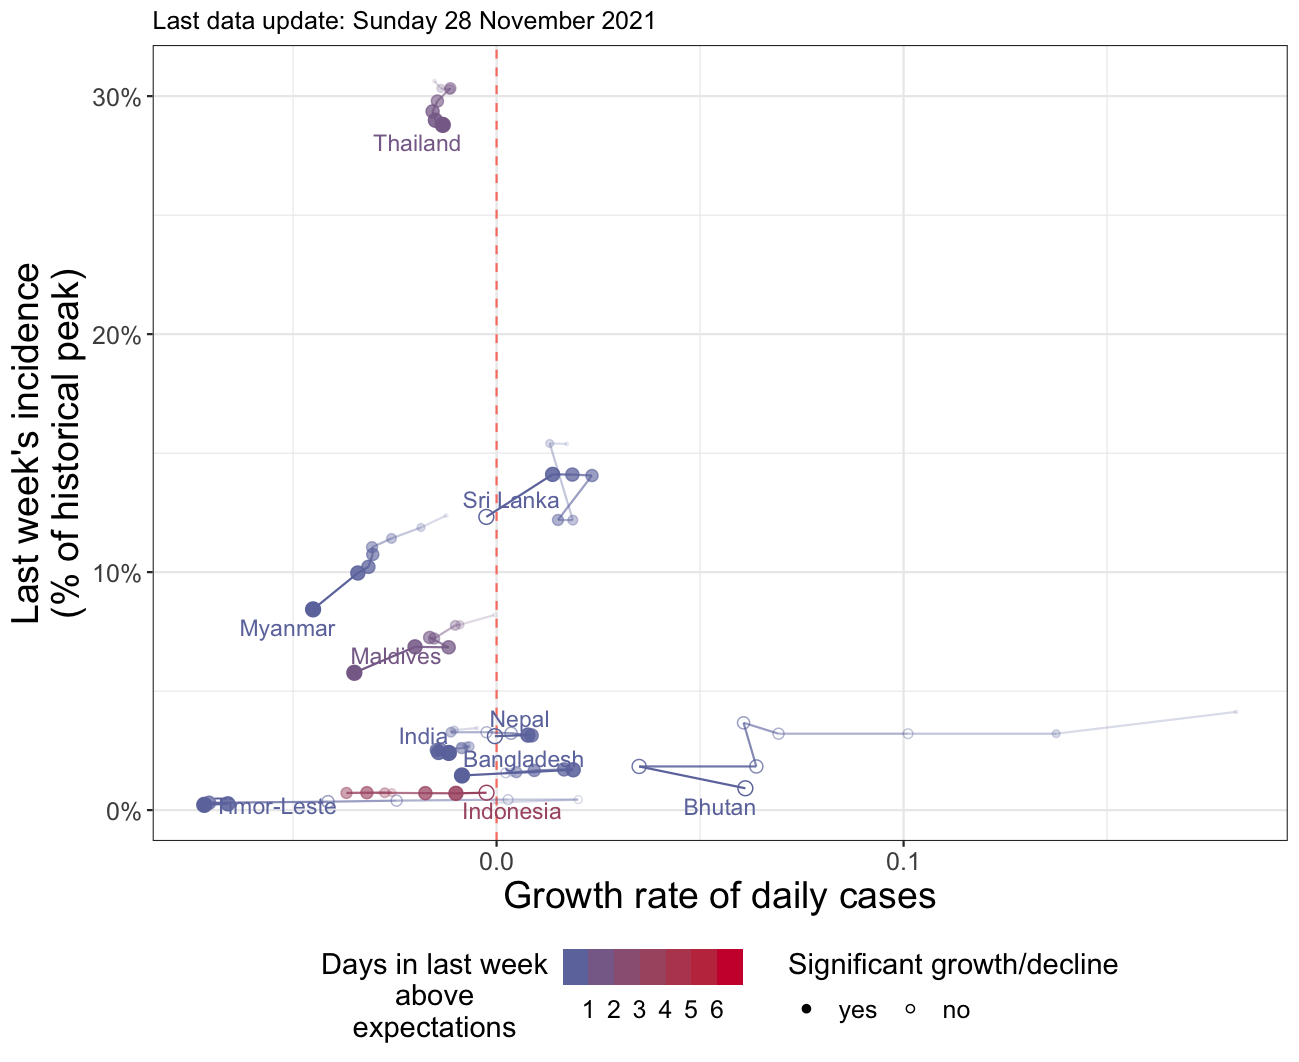 Last data update: Sunday 28 November 2021
Last week's incidence
(% of historical peak)
30%
20%
10%
0%
Thailand
Sri Lanka
Myanmar
Maldives
Nepal
India
Bangladesh
Timor-Leste
Indonesia
Bhutan
0.0
0.1
Growth rate of daily cases
Days in last week
above
expectations
1 2 3 4 5 6
Significant growth/decline
yes no